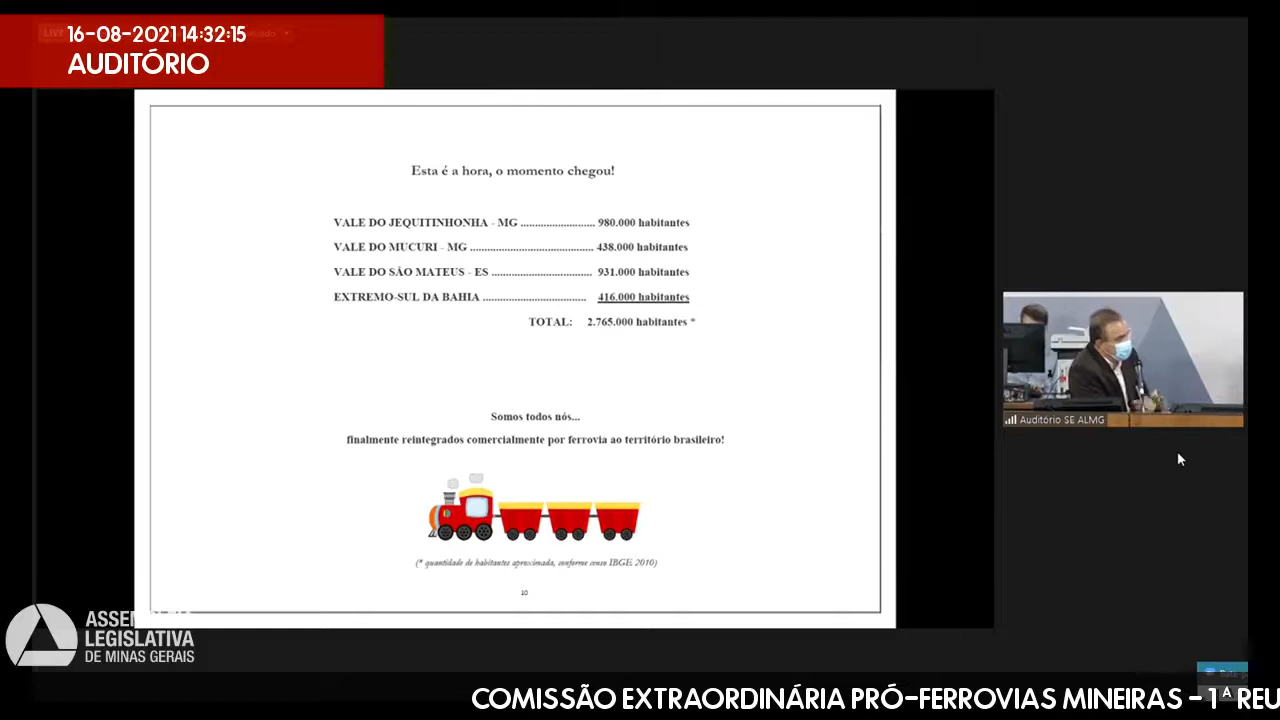 16-08-2021 14:32:15
AUDITÓRIO
Esta é a hora, o momento chegou!
VALE DO JEQUITINHONHA - MG ......................... 980.000 habitantes
VALE DO MUCURI - MG ......................................... 438.000 habitantes
VALE DO SÃO MATEUS - ES .................................. 931.000 habitantes
EXTREMO-SUL DA BAHIA ................................... 416.000 habitantes
TOTAL: 2.765.000 habitantes *
Somos todos nós...
finalmente reintegrados comercialmente por ferrovia ao território brasileiro!
(* quantidade de habitantes aproximada, conforme censo IBGE 2010)
10
Auditório SE ALMG
LEGISLATIVA
DE MINAS GERAIS
COMISSÃO EXTRAORDINÁRIA PRÓ-FERROVIAS MINEIRAS - 1ª REU